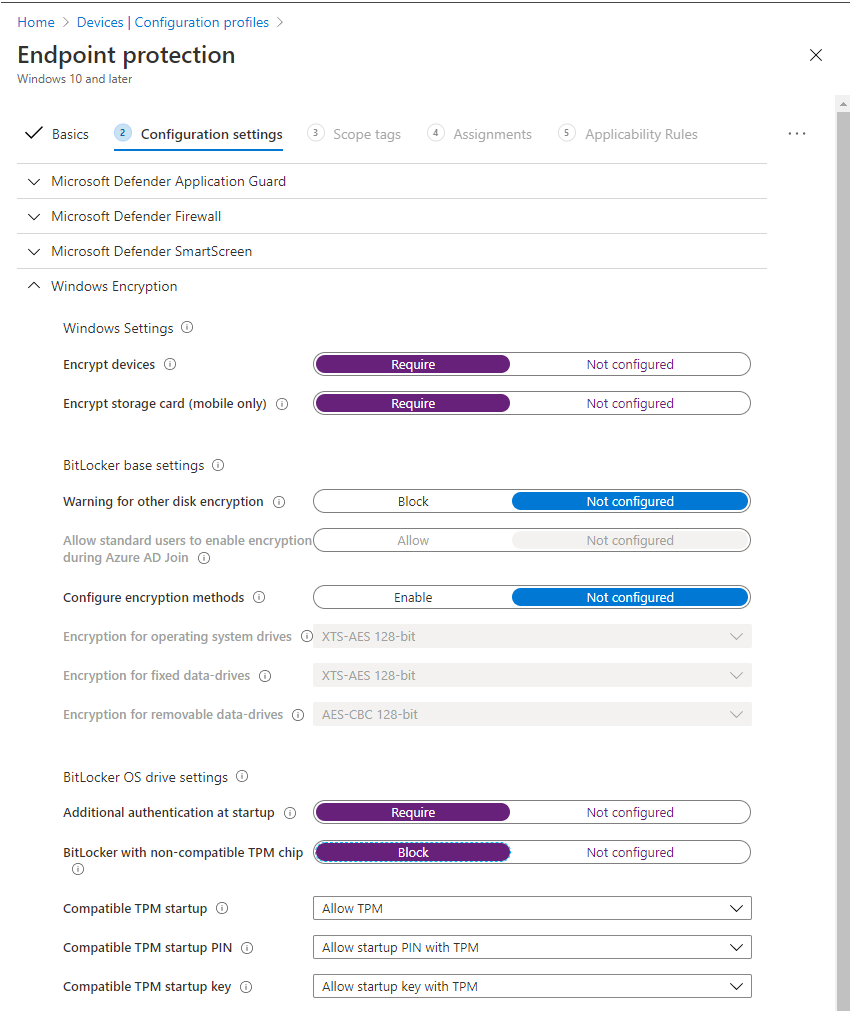 Home > Devices | Configuration profiles >
Endpoint protection
Windows 10 and later
Basics 2 Configuration settings 3 Scope tags 4 Assignments 5 Applicability Rules ...
Microsoft Defender Application Guard
Microsoft Defender Firewall
Microsoft Defender SmartScreen
Windows Encryption
Windows Settings
Encrypt devices Require Not configured
Encrypt storage card (mobile only) Require Not configured
BitLocker base settings
Warning for other disk encryption Block Not configured
Allow standard users to enable encryption Allow Not configured
during Azure AD Join
Configure encryption methods Enable Not configured
Encryption for operating system drives XTS-AES 128-bit
Encryption for fixed data-drives XTS-AES 128-bit
Encryption for removable data-drives AES-CBC 128-bit
BitLocker OS drive settings
Additional authentication at startup Require Not configured
BitLocker with non-compatible TPM chip Block Not configured
Compatible TPM startup Allow TPM
Compatible TPM startup PIN Allow startup PIN with TPM
Compatible TPM startup key Allow startup key with TPM